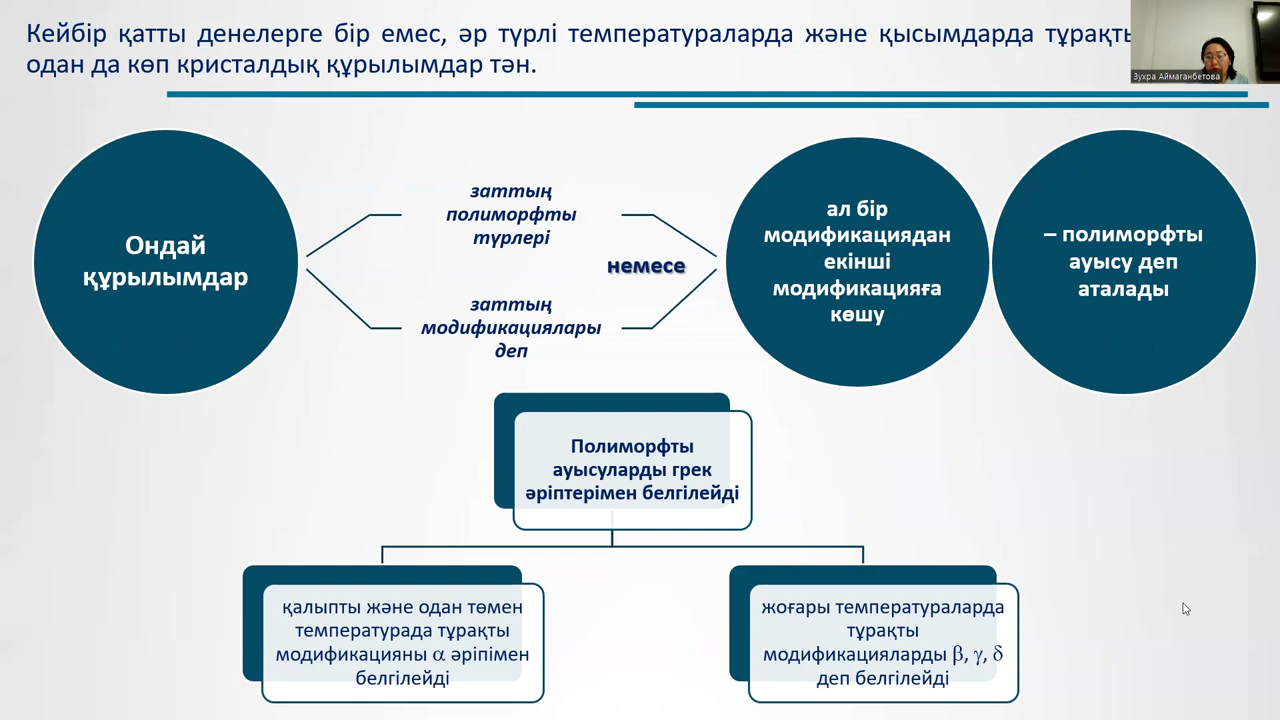 Кейбір қатты денелерге бір емес, әр түрлі температураларда және қысымдарда тұрақты
одан да көп кристалдық құрылымдар тән.
Зухра Аймаганбетова
Ондай
құрылымдар
заттың
полиморфты
түрлері
немесе
заттың
модификациялары
деп
ал бір
модификациядан
екінші
модификацияға
көшу
– полиморфты
ауысу деп
аталады
Полиморфты
ауысуларды грек
әріптерімен белгілейді
қалыпты және одан төмен
температурада тұрақты
модификацияны α әріпімен
белгілейді
жоғары температураларда
тұрақты
модификацияларды β, γ, δ
деп белгілейді